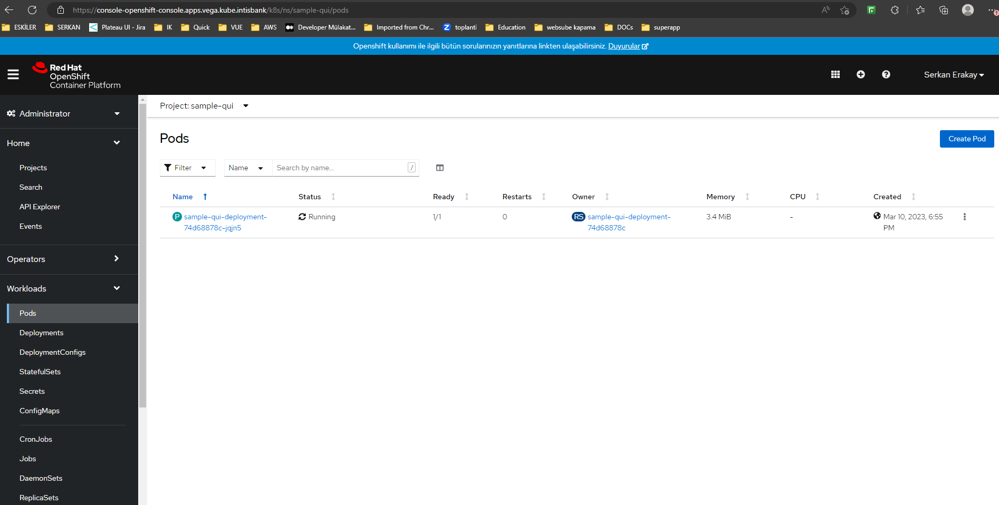 https://console-openshift-console.apps.vega.kube.intisbank/k8s/ns/sample-qui/pods
ESKİLER SERKAN Plateau UI - Jira IK Quick VUE AWS Developer Mülakat... Imported from Chr... toplanti Education websube kapama DOCs superapp
Openshift kullanımı ile ilgili bütün sorularınızın yanıtlarına linkten ulaşabilirsiniz. Duyurular
Red Hat
OpenShift
Container Platform
Serkan Erakay
Administrator
Home
Projects
Search
API Explorer
Events
Operators
Workloads
Pods
Deployments
DeploymentConfigs
StatefulSets
Secrets
ConfigMaps
CronJobs
Jobs
DaemonSets
ReplicaSets
Project: sample-qui
Pods
Create Pod
Filter Name Search by name... /
Name Status Ready Restarts Owner Memory CPU Created
P sample-qui-deployment- Running 1/1 0 RS sample-qui-deployment- 3.4 MiB - Mar 10, 2023, 6:55
74d68878c-jqjn5 74d68878c PM